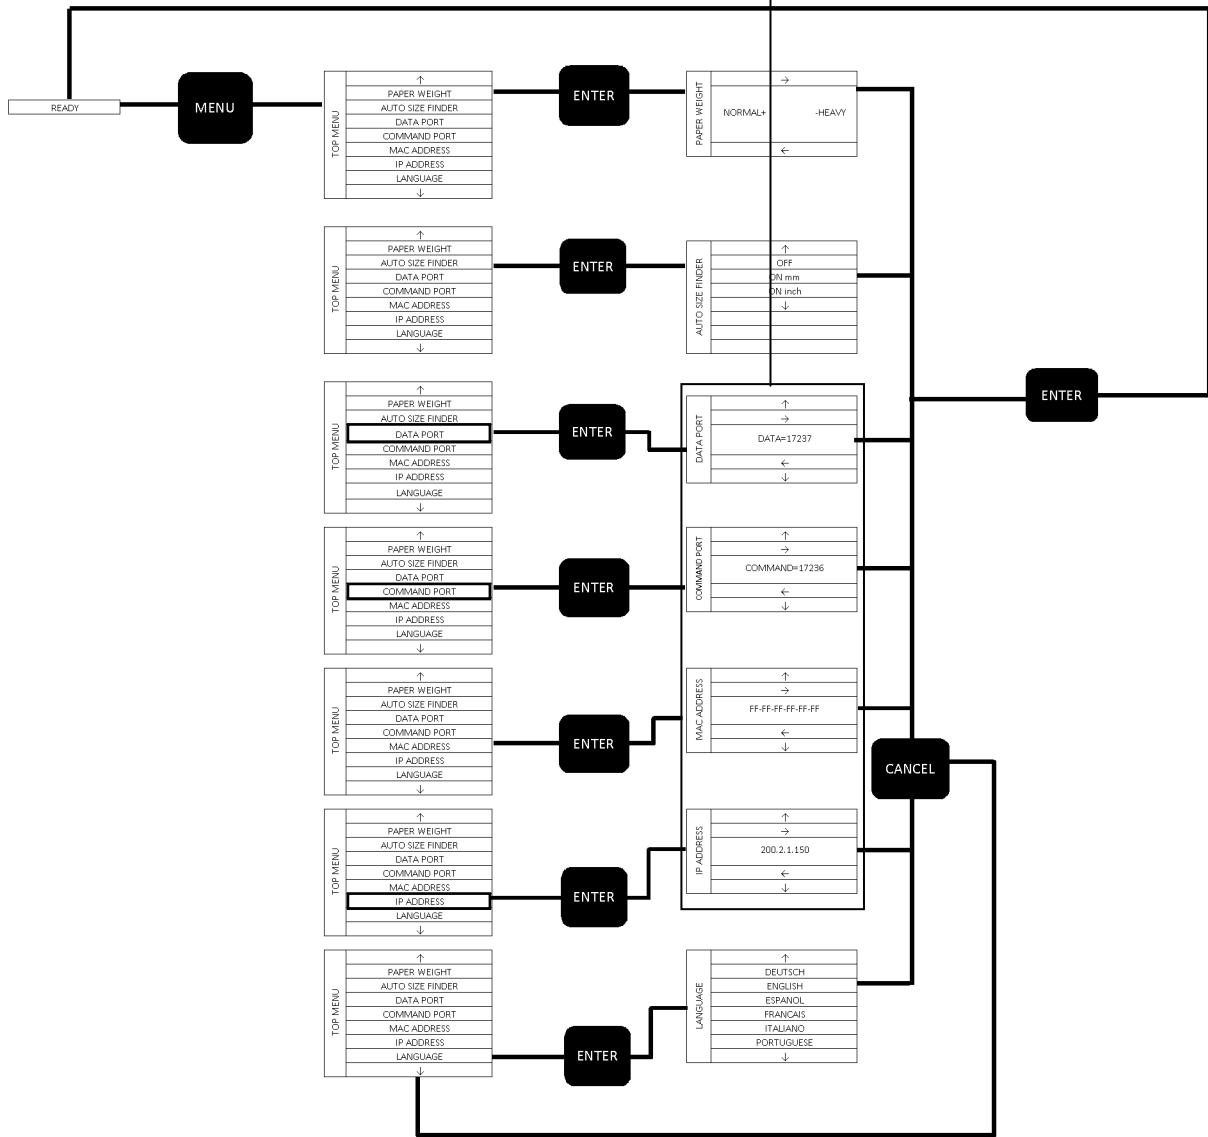 READY
MENU
TOP MENU
↑
PAPER WEIGHT
AUTO SIZE FINDER
DATA PORT
COMMAND PORT
MAC ADDRESS
IP ADDRESS
LANGUAGE
↓
ENTER
PAPER WEIGHT
→
NORMAL+ -HEAVY
←
TOP MENU
↑
PAPER WEIGHT
AUTO SIZE FINDER
DATA PORT
COMMAND PORT
MAC ADDRESS
IP ADDRESS
LANGUAGE
↓
ENTER
AUTO SIZE FINDER
↑
OFF
ON mm
ON inch
↓
ENTER
TOP MENU
↑
PAPER WEIGHT
AUTO SIZE FINDER
DATA PORT
COMMAND PORT
MAC ADDRESS
IP ADDRESS
LANGUAGE
↓
ENTER
DATA PORT
↑
→
DATA=17237
←
↓
TOP MENU
↑
PAPER WEIGHT
AUTO SIZE FINDER
DATA PORT
COMMAND PORT
MAC ADDRESS
IP ADDRESS
LANGUAGE
↓
ENTER
COMMAND PORT
↑
→
COMMAND=17236
←
↓
TOP MENU
↑
PAPER WEIGHT
AUTO SIZE FINDER
DATA PORT
COMMAND PORT
MAC ADDRESS
IP ADDRESS
LANGUAGE
↓
ENTER
MAC ADDRESS
↑
→
FF-FF-FF-FF-FF-FF
←
↓
CANCEL
TOP MENU
↑
PAPER WEIGHT
AUTO SIZE FINDER
DATA PORT
COMMAND PORT
MAC ADDRESS
IP ADDRESS
LANGUAGE
↓
ENTER
IP ADDRESS
↑
→
200.2.1.150
←
↓
TOP MENU
↑
PAPER WEIGHT
AUTO SIZE FINDER
DATA PORT
COMMAND PORT
MAC ADDRESS
IP ADDRESS
LANGUAGE
↓
ENTER
LANGUAGE
↑
DEUTSCH
ENGLISH
ESPANOL
FRANCAIS
ITALIANO
PORTUGUESE
↓